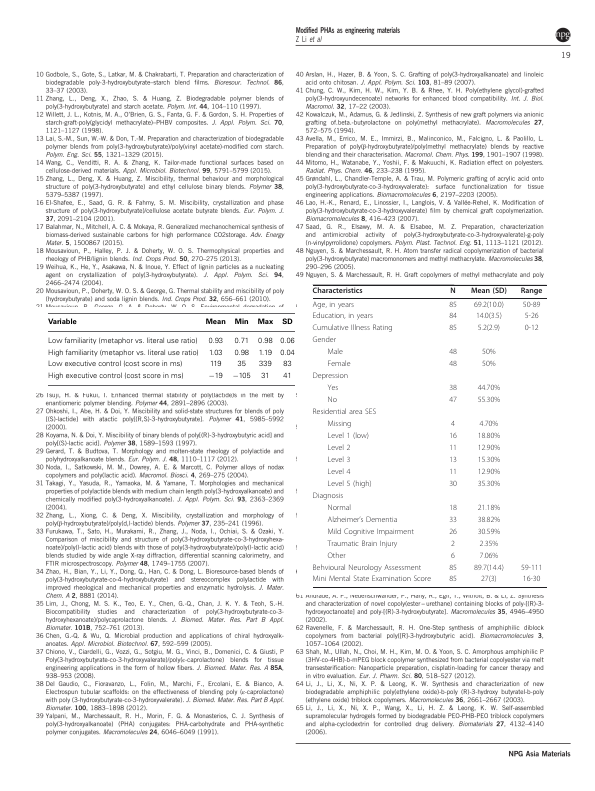 Modified PHAs as engineering materials
Z Li et al
npg
19
10 Godbole, S., Gote, S., Latkar, M. & Chakrabarti, T. Preparation and characterization of
biodegradable poly-3-hydroxybutyrate–starch blend films. Bioresour. Technol. 86,
33–37 (2003).
11 Zhang, L., Deng, X., Zhao, S. & Huang, Z. Biodegradable polymer blends of
poly(3-hydroxybutyrate) and starch acetate. Polym. Int. 44, 104–110 (1997).
12 Willett, J. L., Kotnis, M. A., O'Brien, G. S., Fanta, G. F. & Gordon, S. H. Properties of
starch-graft-poly(glycidyl methacrylate)–PHBV composites. J. Appl. Polym. Sci. 70,
1121–1127 (1998).
13 Lai, S.-M., Sun, W.-W. & Don, T.-M. Preparation and characterization of biodegradable
polymer blends from poly(3-hydroxybutyrate)/poly(vinyl acetate)-modified corn starch.
Polym. Eng. Sci. 55, 1321–1329 (2015).
14 Wang, C., Venditti, R. A. & Zhang, K. Tailor-made functional surfaces based on
cellulose-derived materials. Appl. Microbiol. Biotechnol. 99, 5791–5799 (2015).
15 Zhang, L., Deng, X. & Huang, Z. Miscibility, thermal behaviour and morphological
structure of poly(3-hydroxybutyrate) and ethyl cellulose binary blends. Polymer 38,
5379–5387 (1997).
16 El-Shafee, E., Saad, G. R. & Fahmy, S. M. Miscibility, crystallization and phase
structure of poly(3-hydroxybutyrate)/cellulose acetate butyrate blends. Eur. Polym. J.
37, 2091–2104 (2001).
17 Balahmar, N., Mitchell, A. C. & Mokaya, R. Generalized mechanochemical synthesis of
biomass-derived sustainable carbons for high performance CO2storage. Adv. Energy
Mater. 5, 1500867 (2015).
18 Mousavioun, P., Halley, P. J. & Doherty, W. O. S. Thermophysical properties and
rheology of PHB/lignin blends. Ind. Crops Prod. 50, 270–275 (2013).
19 Weihua, K., He, Y., Asakawa, N. & Inoue, Y. Effect of lignin particles as a nucleating
agent on crystallization of poly(3-hydroxybutyrate). J. Appl. Polym. Sci. 94,
2466–2474 (2004).
20 Mousavioun, P., Doherty, W. O. S. & George, G. Thermal stability and miscibility of poly
(hydroxybutyrate) and soda lignin blends. Ind. Crops Prod. 32, 656–661 (2010).
Variable Mean Min Max SD
Low familiarity (metaphor vs. literal use ratio) 0.93 0.71 0.98 0.06
High familiarity (metaphor vs. literal use ratio) 1.03 0.98 1.19 0.04
Low executive control (cost score in ms) 119 35 339 83
High executive control (cost score in ms) −19 −105 31 41
26 Tsuji, H. & Fukui, I. Enhanced thermal stability of poly(lactide)s in the melt by
enantiomeric polymer blending. Polymer 44, 2891–2896 (2003).
27 Ohkoshi, I., Abe, H. & Doi, Y. Miscibility and solid-state structures for blends of poly
[(S)-lactide] with atactic poly[(R,S)-3-hydroxybutyrate]. Polymer 41, 5985–5992
(2000).
28 Koyama, N. & Doi, Y. Miscibility of binary blends of poly[(R)-3-hydroxybutyric acid] and
poly[(S)-lactic acid]. Polymer 38, 1589–1593 (1997).
29 Gerard, T. & Budtova, T. Morphology and molten-state rheology of polylactide and
polyhydroxyalkanoate blends. Eur. Polym. J. 48, 1110–1117 (2012).
30 Noda, I., Satkowski, M. M., Dowrey, A. E. & Marcott, C. Polymer alloys of nodax
copolymers and poly(lactic acid). Macromol. Biosci. 4, 269–275 (2004).
31 Takagi, Y., Yasuda, R., Yamaoka, M. & Yamane, T. Morphologies and mechanical
properties of polylactide blends with medium chain length poly(3-hydroxyalkanoate) and
chemically modified poly(3-hydroxyalkanoate). J. Appl. Polym. Sci. 93, 2363–2369
(2004).
32 Zhang, L., Xiong, C. & Deng, X. Miscibility, crystallization and morphology of
poly(β-hydroxybutyrate)/poly(d,l-lactide) blends. Polymer 37, 235–241 (1996).
33 Furukawa, T., Sato, H., Murakami, R., Zhang, J., Noda, I., Ochiai, S. & Ozaki, Y.
Comparison of miscibility and structure of poly(3-hydroxybutyrate-co-3-hydroxyhexa-
noate)/poly(l-lactic acid) blends with those of poly(3-hydroxybutyrate)/poly(l-lactic acid)
blends studied by wide angle X-ray diffraction, differential scanning calorimetry, and
FTIR microspectroscopy. Polymer 48, 1749–1755 (2007).
34 Zhao, H., Bian, Y., Li, Y., Dong, Q., Han, C. & Dong, L. Bioresource-based blends of
poly(3-hydroxybutyrate-co-4-hydroxybutyrate) and stereocomplex polylactide with
improved rheological and mechanical properties and enzymatic hydrolysis. J. Mater.
Chem. A 2, 8881 (2014).
35 Lim, J., Chong, M. S. K., Teo, E. Y., Chen, G.-Q., Chan, J. K. Y. & Teoh, S.-H.
Biocompatibility studies and characterization of poly(3-hydroxybutyrate-co-3-
hydroxyhexanoate)/polycaprolactone blends. J. Biomed. Mater. Res. Part B Appl.
Biomater. 101B, 752–761 (2013).
36 Chen, G.-Q. & Wu, Q. Microbial production and applications of chiral hydroxyalk-
anoates. Appl. Microbiol. Biotechnol. 67, 592–599 (2005).
37 Chiono, V., Ciardelli, G., Vozzi, G., Sotgiu, M. G., Vinci, B., Domenici, C. & Giusti, P
Poly(3-hydroxybutyrate-co-3-hydroxyvalerate)/poly(ε-caprolactone) blends for tissue
engineering applications in the form of hollow fibers. J. Biomed. Mater. Res A 85A,
938–953 (2008).
38 Del Gaudio, C., Fioravanzo, L., Folin, M., Marchi, F., Ercolani, E. & Bianco, A.
Electrospun tubular scaffolds: on the effectiveness of blending poly (ε-caprolactone)
with poly (3-hydroxybutyrate-co-3-hydroxyvalerate). J. Biomed. Mater. Res. Part B Appl.
Biomater. 100B, 1883–1898 (2012).
39 Yalpani, M., Marchessault, R. H., Morin, F. G. & Monasterios, C. J. Synthesis of
poly(3-hydroxyalkanoate) (PHA) conjugates: PHA-carbohydrate and PHA-synthetic
polymer conjugates. Macromolecules 24, 6046–6049 (1991).
40 Arslan, H., Hazer, B. & Yoon, S. C. Grafting of poly(3-hydroxyalkanoate) and linoleic
acid onto chitosan. J. Appl. Polym. Sci. 103, 81–89 (2007).
41 Chung, C. W., Kim, H. W., Kim, Y. B. & Rhee, Y. H. Poly(ethylene glycol)-grafted
poly(3-hydroxyundecenoate) networks for enhanced blood compatibility. Int. J. Biol.
Macromol. 32, 17–22 (2003).
42 Kowalczuk, M., Adamus, G. & Jedlinski, Z. Synthesis of new graft polymers via anionic
grafting of.beta.-butyrolactone on poly(methyl methacrylate). Macromolecules 27,
572–575 (1994).
43 Avella, M., Errico, M. E., Immirzi, B., Malinconico, M., Falcigno, L. & Paolillo, L.
Preparation of poly(β-hydroxybutyrate)/poly(methyl methacrylate) blends by reactive
blending and their characterisation. Macromol. Chem. Phys. 199, 1901–1907 (1998).
44 Mitomo, H., Watanabe, Y., Yoshii, F. & Makuuchi, K. Radiation effect on polyesters.
Radiat. Phys. Chem. 46, 233–238 (1995).
45 Grøndahl, L., Chandler-Temple, A. & Trau, M. Polymeric grafting of acrylic acid onto
poly(3-hydroxybutyrate-co-3-hydroxyvalerate): surface functionalization for tissue
engineering applications. Biomacromolecules 6, 2197–2203 (2005).
46 Lao, H.-K., Renard, E., Linossier, I., Langlois, V. & Vallée-Rehel, K. Modification of
poly(3-hydroxybutyrate-co-3-hydroxyvalerate) film by chemical graft copolymerization.
Biomacromolecules 8, 416–423 (2007).
47 Saad, G. R., Elsawy, M. A. & Elsabee, M. Z. Preparation, characterization
and antimicrobial activity of poly(3-hydroxybutyrate-co-3-hydroxyvalerate)-g-poly
(n-vinylpyrrolidone) copolymers. Polym. Plast. Technol. Eng. 51, 1113–1121 (2012).
48 Nguyen, S. & Marchessault, R. H. Atom transfer radical copolymerization of bacterial
poly(3-hydroxybutyrate) macromonomers and methyl methacrylate. Macromolecules 38,
290–296 (2005).
49 Nguyen, S. & Marchessault, R. H. Graft copolymers of methyl methacrylate and poly
Characteristics N Mean (SD) Range
Age, in years 85 69.2(10.0) 50-89
Education, in years 84 14.0(3.5) 5-26
Cumulative Illness Rating 85 5.2(2.9) 0-12
Gender
Male 48 50%
Female 48 50%
Depression
Yes 38 44.70%
No 47 55.30%
Residential area SES
Missing 4 4.70%
Level 1 (low) 16 18.80%
Level 2 11 12.90%
Level 3 13 15.30%
Level 4 11 12.90%
Level 5 (high) 30 35.30%
Diagnosis
Normal 18 21.18%
Alzheimer's Dementia 33 38.82%
Mild Cognitive Impairment 26 30.59%
Traumatic Brain Injury 2 2.35%
Other 6 7.06%
Behvioural Neurology Assessment 85 89.7(14.4) 59-111
Mini Mental State Examination Score 85 27(3) 16-30
and characterization of novel copoly(ester–urethane) containing blocks of poly-[(R)-3-
hydroxyoctanoate] and poly-[(R)-3-hydroxybutyrate]. Macromolecules 35, 4946–4950
(2002).
62 Ravenelle, F. & Marchessault, R. H. One-Step synthesis of amphiphilic diblock
copolymers from bacterial poly([R]-3-hydroxybutyric acid). Biomacromolecules 3,
1057–1064 (2002).
63 Shah, M., Ullah, N., Choi, M. H., Kim, M. O. & Yoon, S. C. Amorphous amphiphilic P
(3HV-co-4HB)-b-mPEG block copolymer synthesized from bacterial copolyester via melt
transesterification: Nanoparticle preparation, cisplatin-loading for cancer therapy and
in vitro evaluation. Eur. J. Pharm. Sci. 80, 518–527 (2012).
64 Li, J., Li, X., Ni, X. P. & Leong, K. W. Synthesis and characterization of new
biodegradable amphiphilic poly(ethylene oxide)-b-poly (R)-3-hydroxy butyrate-b-poly
(ethylene oxide) triblock copolymers. Macromolecules 36, 2661–2667 (2003).
65 Li, J., Li, X., Ni, X. P., Wang, X., Li, H. Z. & Leong, K. W. Self-assembled
supramolecular hydrogels formed by biodegradable PEO-PHB-PEO triblock copolymers
and alpha-cyclodextrin for controlled drug delivery. Biomaterials 27, 4132–4140
(2006).
NPG Asia Materials